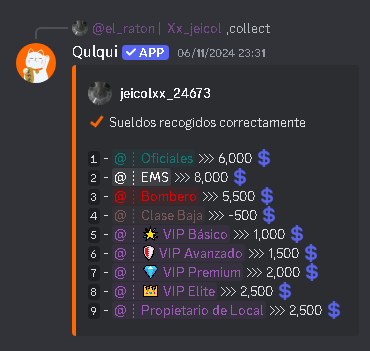 @el_raton| Xx_jeicol ,collect
Qulqui ✓ APP 06/11/2024 23:31
jeicolxx_24673
Sueldos recogidos correctamente
1 - @ ⋮ Oficiales >>> 6,000 $
2 - @ ⋮ EMS >>> 8,000 $
3 - @ ⋮ Bombero >>> 5,500 $
4 - @ ⋮ Clase Baja >>> -500 $
5 - @ ⋮ 🌟 VIP Básico >>> 1,000 $
6 - @ ⋮ 🛡 VIP Avanzado >>> 1,500 $
7 - @ ⋮ 💎 VIP Premium >>> 2,000 $
8 - @ ⋮ 👑 VIP Elite >>> 2,500 $
9 - @ ⋮ Propietario de Local >>> 2,500 $